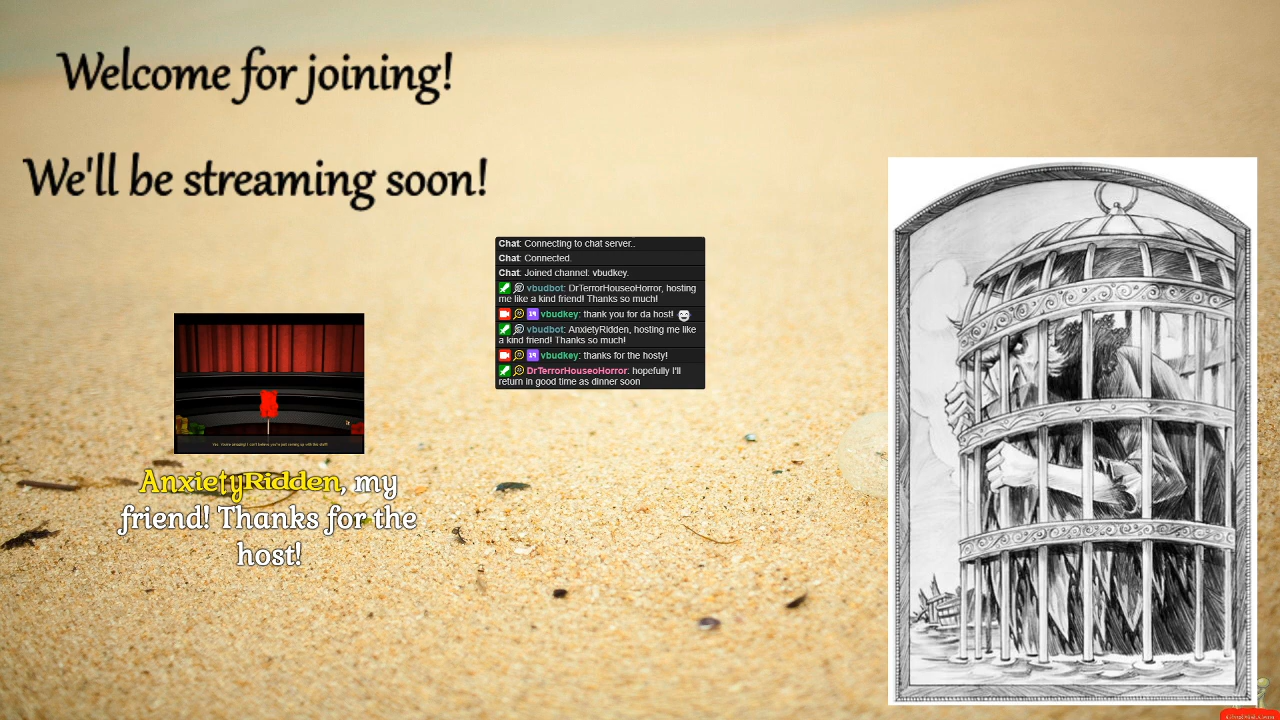 Welcome for joining!
We'll be streaming soon!
Chat: Connecting to chat server..
Chat: Connected.
Chat: Joined channel: vbudkey.
vbudbot: DrTerrorHouseoHorror, hosting
me like a kind friend! Thanks so much!
vbudkey: thank you for da host!
vbudbot: AnxietyRidden, hosting me like
a kind friend! Thanks so much!
vbudkey: thanks for the hosty!
DrTerrorHouseoHorror: hopefully I'll
return in good time as dinner soon
AnxietyRidden, my
friend! Thanks for the
host!